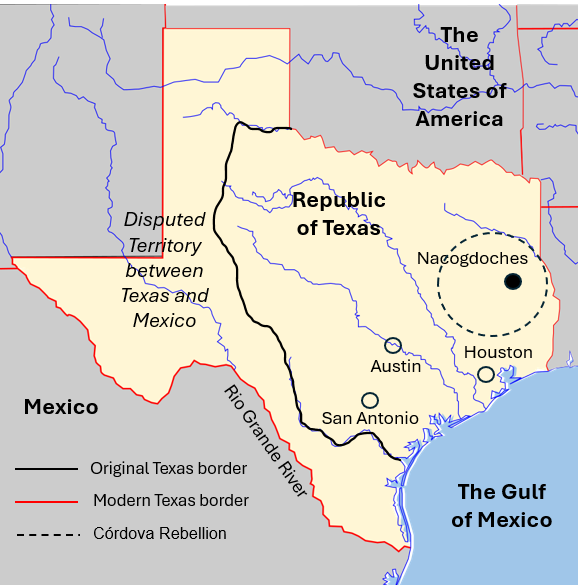 The
United
States of
America
Republic
of Texas
Disputed
Territory
between
Texas and
Mexico
Nacogdoches
Houston
Austin
San Antonio
Mexico
Rio Grande River
Original Texas border
Modern Texas border
Córdova Rebellion
The Gulf
of Mexico